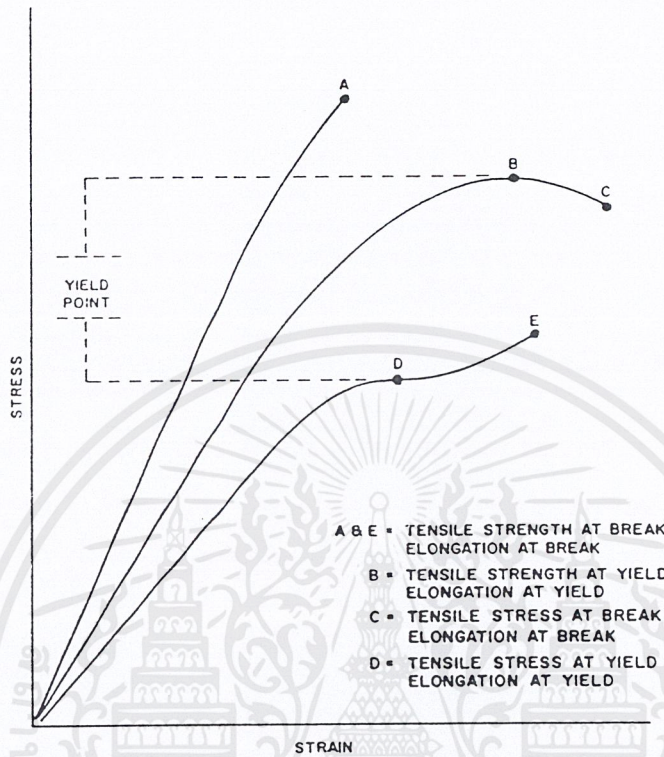 A
B
C
YIELD
POINT
E
D
STRESS
A & E = TENSILE STRENGTH AT BREAK
ELONGATION AT BREAK
B = TENSILE STRENGTH AT YIELD
ELONGATION AT YIELD
C = TENSILE STRESS AT BREAK
ELONGATION AT BREAK
D = TENSILE STRESS AT YIELD
ELONGATION AT YIELD
STRAIN